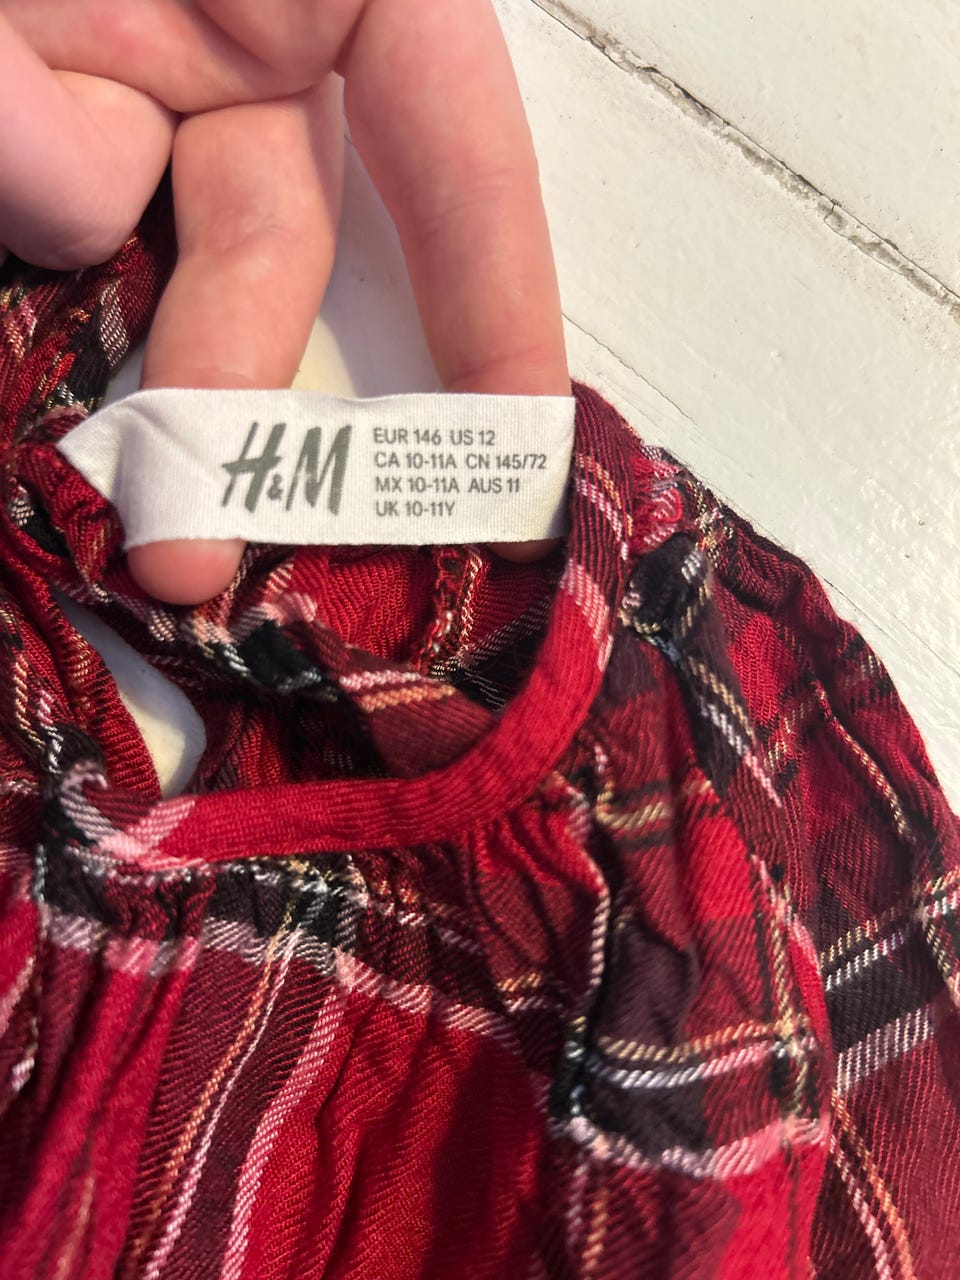 H&M
EUR 146 US 12
CA 10-11A CN 145/72
MX 10-11A AUS 11
UK 10-11Y